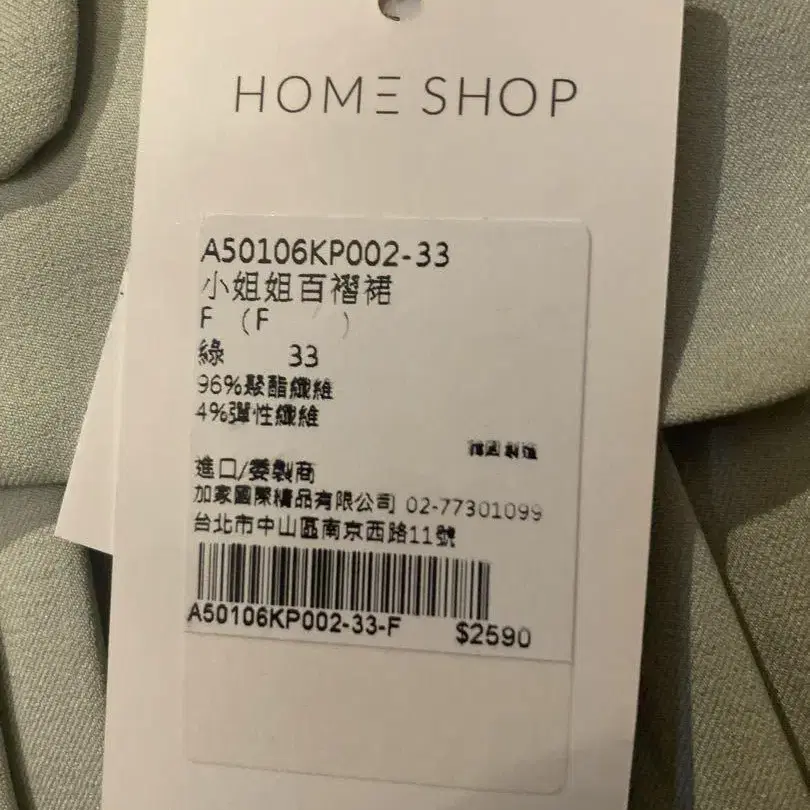 HOME SHOP
A50106KP002-33
小姐姐百褶裙
F (F )
綠 33
96%聚酯纖維
4%彈性纖維
韓國製造
進口/委製商
加家國際精品有限公司 02-77301099
台北市中山區南京西路11號
A50106KP002-33-F $2590